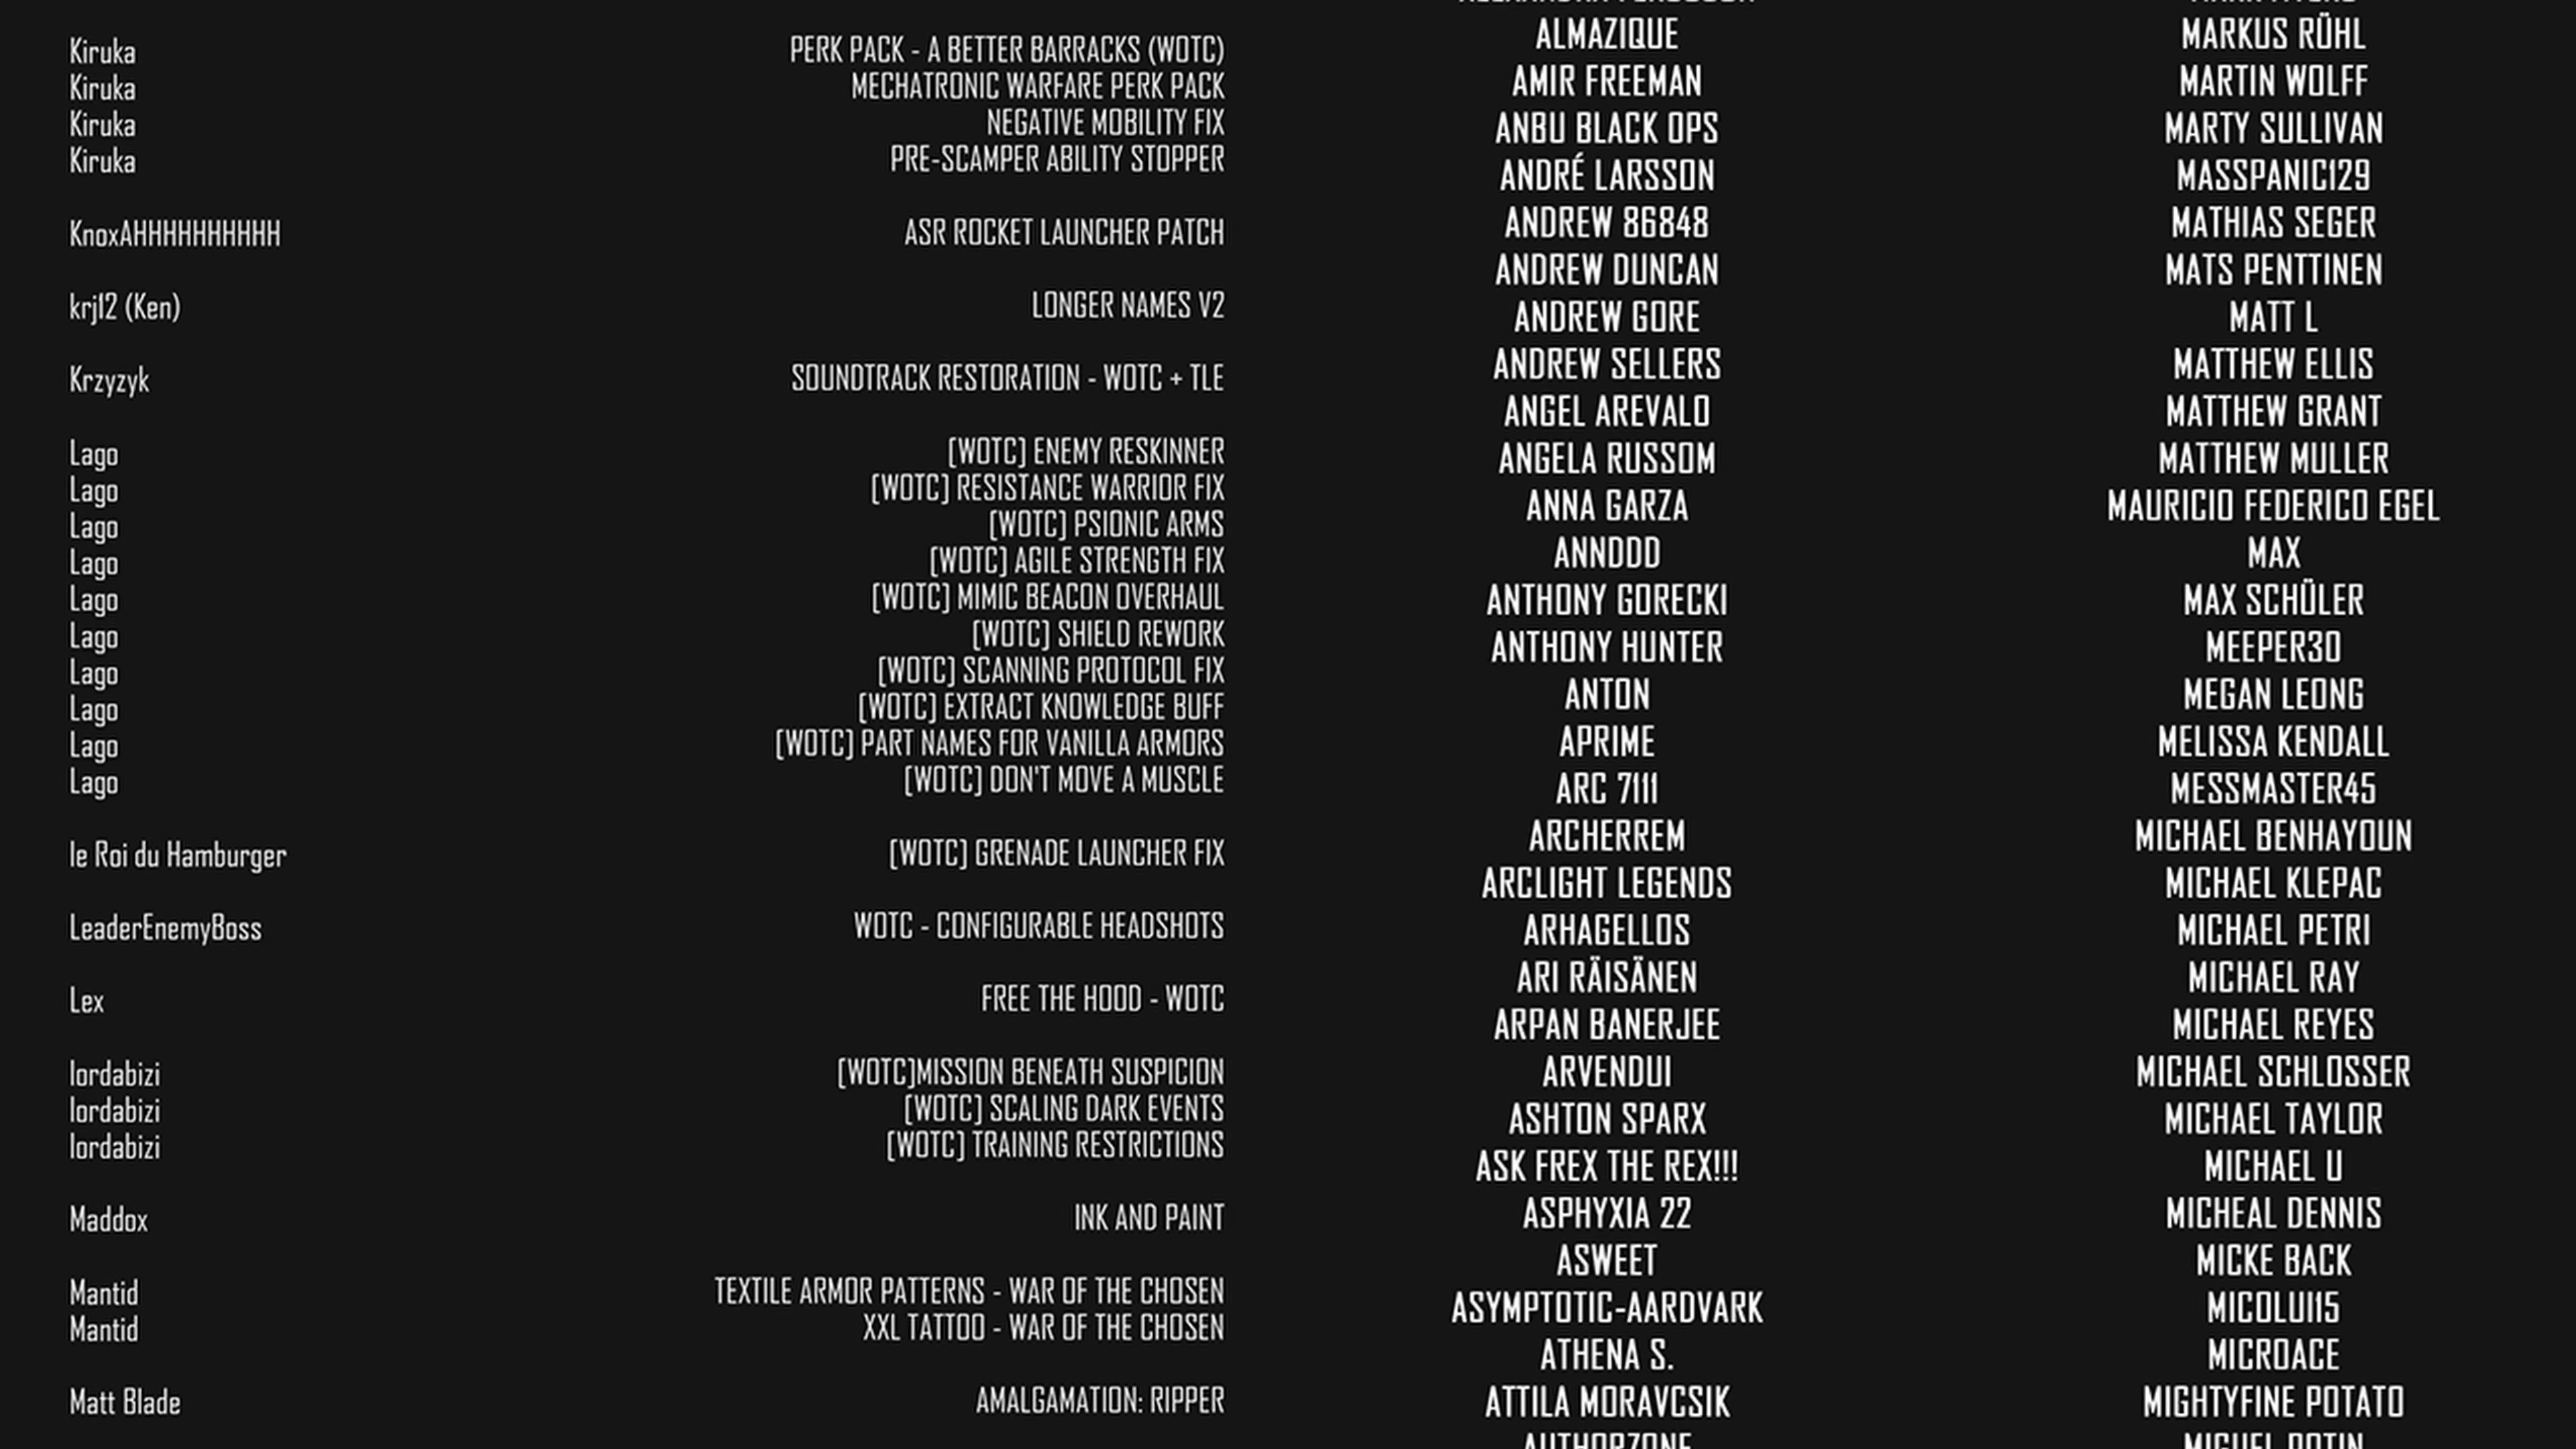 Kiruka PERK PACK - A BETTER BARRACKS (WOTC)
Kiruka MECHATRONIC WARFARE PERK PACK
Kiruka NEGATIVE MOBILITY FIX
Kiruka PRE-SCAMPER ABILITY STOPPER
KnoxAHHHHHHHHHH ASR ROCKET LAUNCHER PATCH
krj12 (Ken) LONGER NAMES V2
Krzyzyk SOUNDTRACK RESTORATION - WOTC + TLE
Lago [WOTC] ENEMY RESKINNER
Lago [WOTC] RESISTANCE WARRIOR FIX
Lago [WOTC] PSIONIC ARMS
Lago [WOTC] AGILE STRENGTH FIX
Lago [WOTC] MIMIC BEACON OVERHAUL
Lago [WOTC] SHIELD REWORK
Lago [WOTC] SCANNING PROTOCOL FIX
Lago [WOTC] EXTRACT KNOWLEDGE BUFF
Lago [WOTC] PART NAMES FOR VANILLA ARMORS
Lago [WOTC] DON'T MOVE A MUSCLE
le Roi du Hamburger [WOTC] GRENADE LAUNCHER FIX
LeaderEnemyBoss WOTC - CONFIGURABLE HEADSHOTS
Lex FREE THE HOOD - WOTC
lordabizi [WOTC]MISSION BENEATH SUSPICION
lordabizi [WOTC] SCALING DARK EVENTS
lordabizi [WOTC] TRAINING RESTRICTIONS
Maddox INK AND PAINT
Mantid TEXTILE ARMOR PATTERNS - WAR OF THE CHOSEN
Mantid XXL TATTOO - WAR OF THE CHOSEN
Matt Blade AMALGAMATION: RIPPER
ALMAZIQUE
AMIR FREEMAN
ANBU BLACK OPS
ANDRÉ LARSSON
ANDREW 86848
ANDREW DUNCAN
ANDREW GORE
ANDREW SELLERS
ANGEL AREVALO
ANGELA RUSSOM
ANNA GARZA
ANNDDD
ANTHONY GORECKI
ANTHONY HUNTER
ANTON
APRIME
ARC 7111
ARCHERREM
ARCLIGHT LEGENDS
ARHAGELLOS
ARI RÄISÄNEN
ARPAN BANERJEE
ARVENDUI
ASHTON SPARX
ASK FREX THE REX!!!
ASPHYXIA 22
ASWEET
ASYMPTOTIC-AARDVARK
ATHENA S.
ATTILA MORAVCSIK
MARKUS RÜHL
MARTIN WOLFF
MARTY SULLIVAN
MASSPANIC129
MATHIAS SEGER
MATS PENTTINEN
MATT L
MATTHEW ELLIS
MATTHEW GRANT
MATTHEW MULLER
MAURICIO FEDERICO EGEL
MAX
MAX SCHÜLER
MEEPER30
MEGAN LEONG
MELISSA KENDALL
MESSMASTER45
MICHAEL BENHAYOUN
MICHAEL KLEPAC
MICHAEL PETRI
MICHAEL RAY
MICHAEL REYES
MICHAEL SCHLOSSER
MICHAEL TAYLOR
MICHAEL U
MICHEAL DENNIS
MICKE BACK
MICOLUI15
MICROACE
MIGHTYFINE POTATO